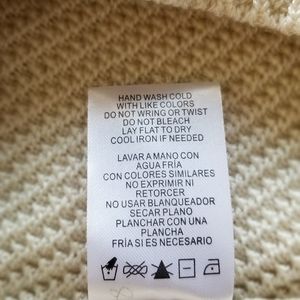 HAND WASH COLD
WITH LIKE COLORS
DO NOT WRING OR TWIST
DO NOT BLEACH
LAY FLAT TO DRY
COOL IRON IF NEEDED
LAVAR A MANO CON
AGUA FRÍA
CON COLORES SIMILARES
NO EXPRIMIR NI
RETORCER
NO USAR BLANQUEADOR
SECAR PLANO
PLANCHAR CON UNA
PLANCHA
FRÍA SI ES NECESARIO